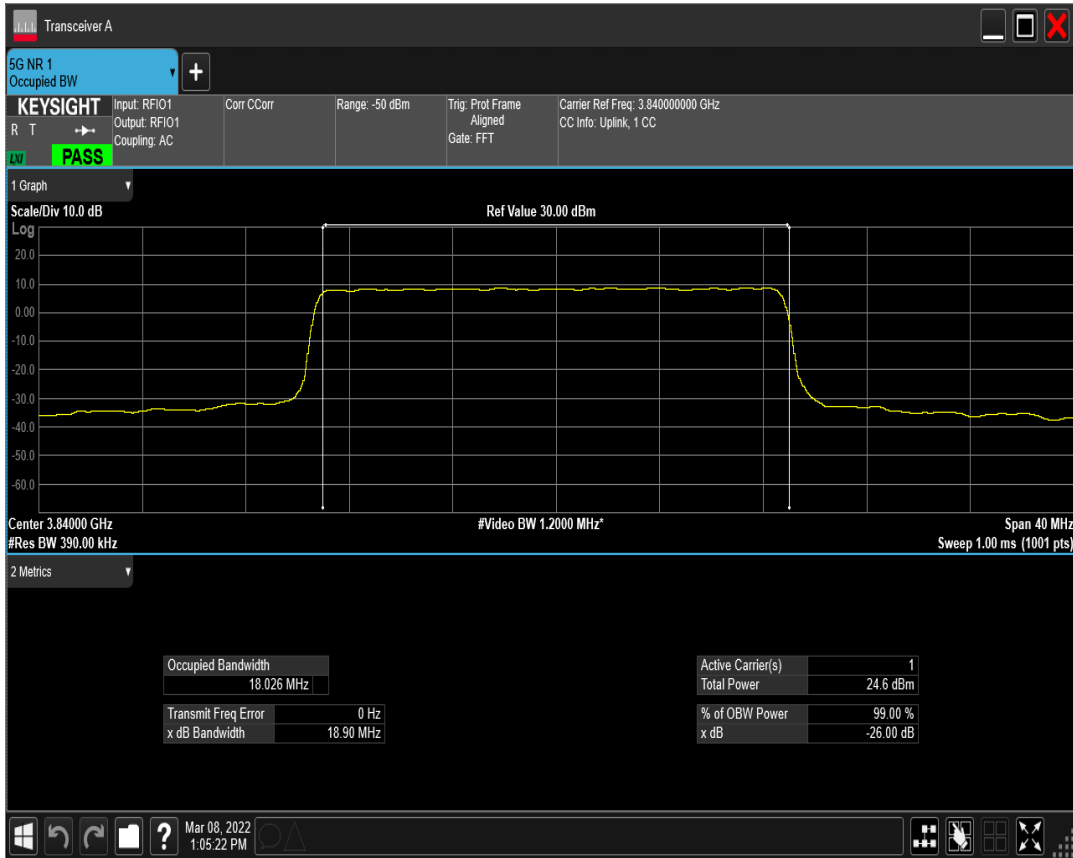 Transceiver A
5G NR 1
Occupied BW
+
KEYSIGHT
R T
LXI
PASS
Input: RFIO1
Output: RFIO1
Coupling: AC
Corr CCorr
Range: -50 dBm
Trig: Prot Frame
Aligned
Gate: FFT
Carrier Ref Freq: 3.840000000 GHz
CC Info: Uplink, 1 CC
1 Graph
Scale/Div 10.0 dB
Ref Value 30.00 dBm
Log
20.0
10.0
0.00
-10.0
-20.0
-30.0
-40.0
-50.0
-60.0
Center 3.84000 GHz
#Video BW 1.2000 MHz*
Span 40 MHz
#Res BW 390.00 kHz
Sweep 1.00 ms (1001 pts)
2 Metrics
Occupied Bandwidth
18.026 MHz
Transmit Freq Error 0 Hz
x dB Bandwidth 18.90 MHz
Active Carrier(s) 1
Total Power 24.6 dBm
% of OBW Power 99.00 %
x dB -26.00 dB
?
Mar 08, 2022
1:05:22 PM